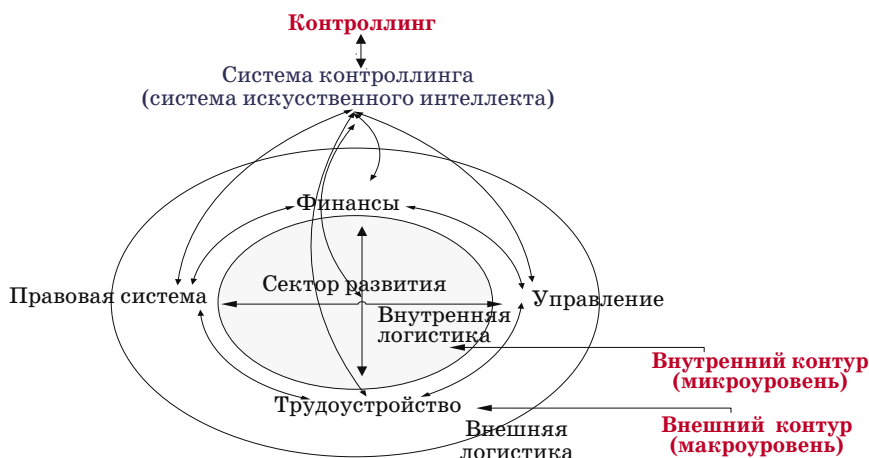 Контроллинг
Система контроллинга
(система искусственного интеллекта)
Финансы
Сектор развития
Правовая система
Управление
Внутренняя
логистика
Внутренний контур
(микроуровень)
Трудоустройство
Внешняя
логистика
Внешний контур
(макроуровень)